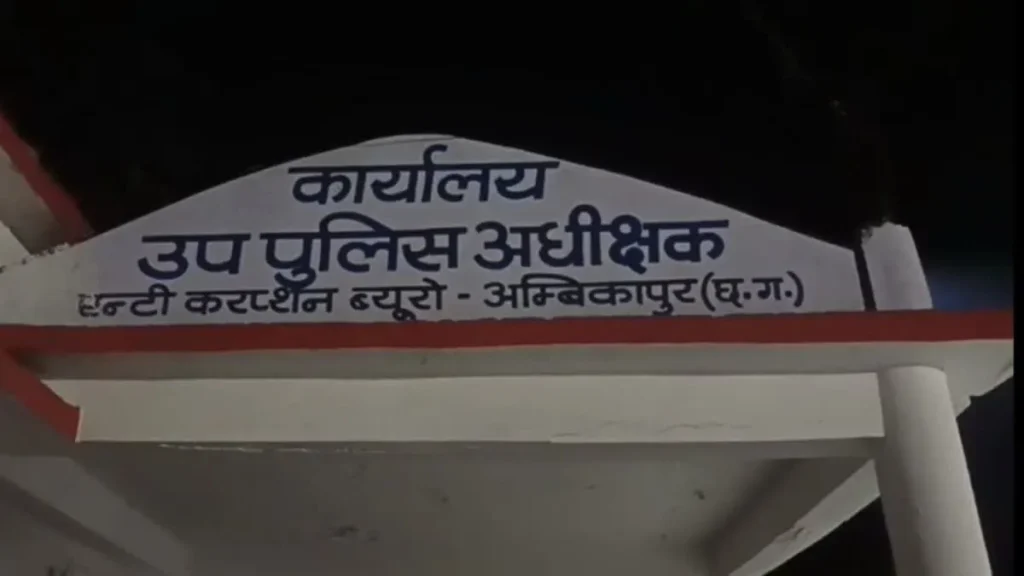 कार्यालय
उप पुलिस अधीक्षक
एन्टी करप्शन ब्यूरो - अम्बिकापुर (छ.ग.)